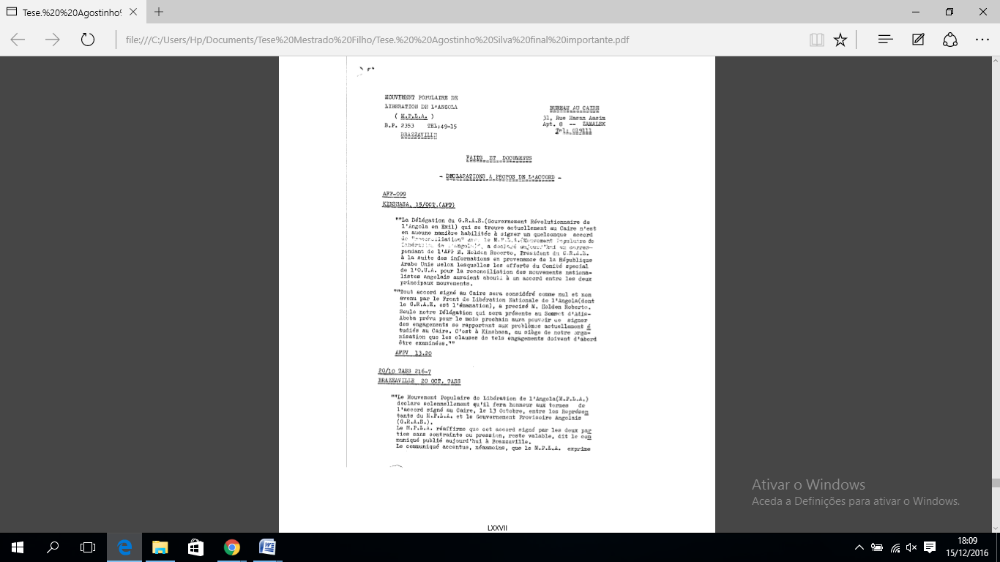 Tese.%20%20Agostinho%
file:///C:/Users/Hp/Documents/Tese%20Mestrado%20Filho/Tese.%20%20Agostinho%20Silva%20final%20importante.pdf
MOUVEMENT POPULAIRE DE
LIBERATION DE L'ANGOLA
( M.P.L.A. )
B.P. 2353 TEL:49-15
BRAZZAVILLE
BUREAU AU CAIRE
31, Rue Hasan Aasim
Apt. 8 -- ZAMALEK
Tel: 819111
FAITS ET DOCUMENTS
- DECLARATIONS A PROPOS DE L'ACCORD -
AFP-099
KINSHASA, 15/OCT.(AFP)
""La Délégation du G.R.A.E.(Gouvernement Révolutionnaire de
l'Angola en Exil) qui se trouve actuellement au Caire n'est
en aucune manière habilitée à signer un quelconque accord
de "reconciliation" avec le M.P.L.A.(Mouvement Populaire de
Libération de l'Angola)", a declaré aujourd'hui au corres-
pondant de l'AFP M. Holden Roberto, President du G.R.A.E.
à la suite des informations en provenance de la République
Arabe Unie selon lesquelles les efforts du Comité special
de l'O.U.A. pour la reconciliation des mouvements nationa-
listes Angolais auraient abouti à un accord entre les deux
principaux mouvements.
""Tout accord signé au Caire sera considéré comme nul et non
avenu par le Front de Libération Nationale de l'Angola(dont
le G.R.A.E. est l'émanation), a precisé M. Holden Roberto.
Seule notre Délégation qui sera présente au Sommet d'Adis-
Abeba prévu pour le mois prochain aura pouvoir de signer
des engagements se rapportant aux problèmes actuellement é
tudiés au Caire. C'est à Kinshasa, au siège de notre orga-
nisation que les clauses de tels engagements doivent d'abord
être examinées.""
AFPV 13.20
20/10 TASS 216-7
BRAZZAVILLE 20 OCT. TASS
""Le Mouvement Populaire de Libération de l'Angola(M.P.L.A.)
declare solennellement qu'il fera honneur aux termes de
l'accord signé au Caire, le 13 Octobre, entre les Représen
tants du M.P.L.A. et le Gouvernement Provisoire Angolais
(G.R.A.E.).
Le M.P.L.A. réaffirme que cet accord signé par les deux par
ties sans contrainte ou pression, reste valable, dit le com
muniqué publié aujourd'hui à Brazzaville.
Le communiqué accentue, néanmoins, que le M.P.L.A. exprime
LXXVII
Ativar o Windows
Aceda a Definições para ativar o Windows.
18:09
15/12/2016